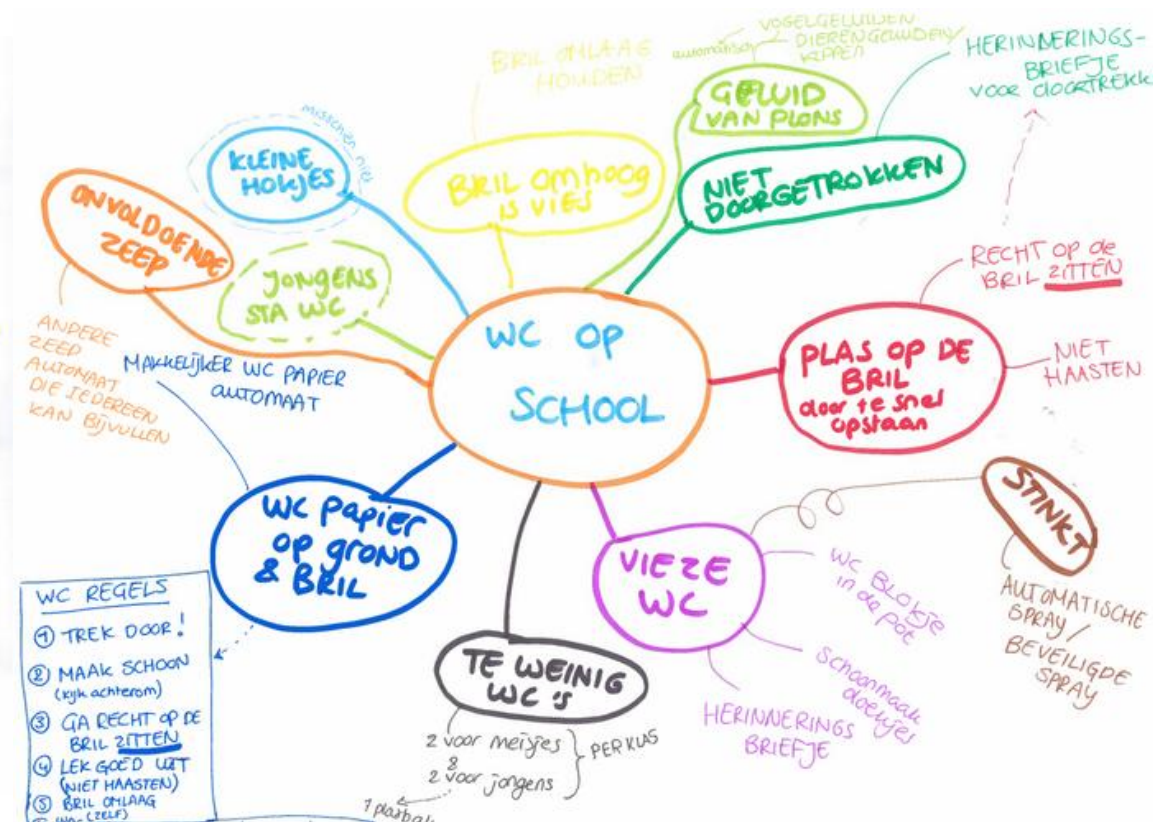 WC OP
SCHOOL
KLEINE
HOKJES
misschien niet
BRIL OMLAAG
HOUDEN
BRIL OMHOOG
IS VIES
automatisch
VOGELGELUIDEN
DIERENGELUIDEN/
KIPPEN
GELUID
VAN PLONS
HERINNERINGS-
BRIEFJE
VOOR DOORTREKK
NIET
DOORGETROKKEN
ONVOLDOENDE
ZEEP
ANDERE
ZEEP
AUTOMAAT
DIE IEDEREEN
KAN BIJVULLEN
JONGENS
STA WC
RECHT OP de
BRIL ZITTEN
PLAS OP DE
BRIL
door te snel
opstaan
NIET
HAASTEN
MAKKELIJKER WC PAPIER
AUTOMAAT
WC papier
op grond
& BRIL
VIEZE
WC
STINKT
AUTOMATISCHE
SPRAY /
BEVEILIGDE
SPRAY
WC BLOKJE
in de pot
Schoonmaak
doekjes
HERINNERINGS
BRIEFJE
TE WEINIG
WC's
2 voor meisjes
&
2 voor jongens
PER KLAS
1 plasbak
WC REGELS
1 TREK DOOR!
2 MAAK SCHOON
(kijk achterom)
3 GA RECHT OP DE
BRIL ZITTEN
4 LEK GOED UIT
(NIET HAASTEN)
5 BRIL OMLAAG
(ZELF)